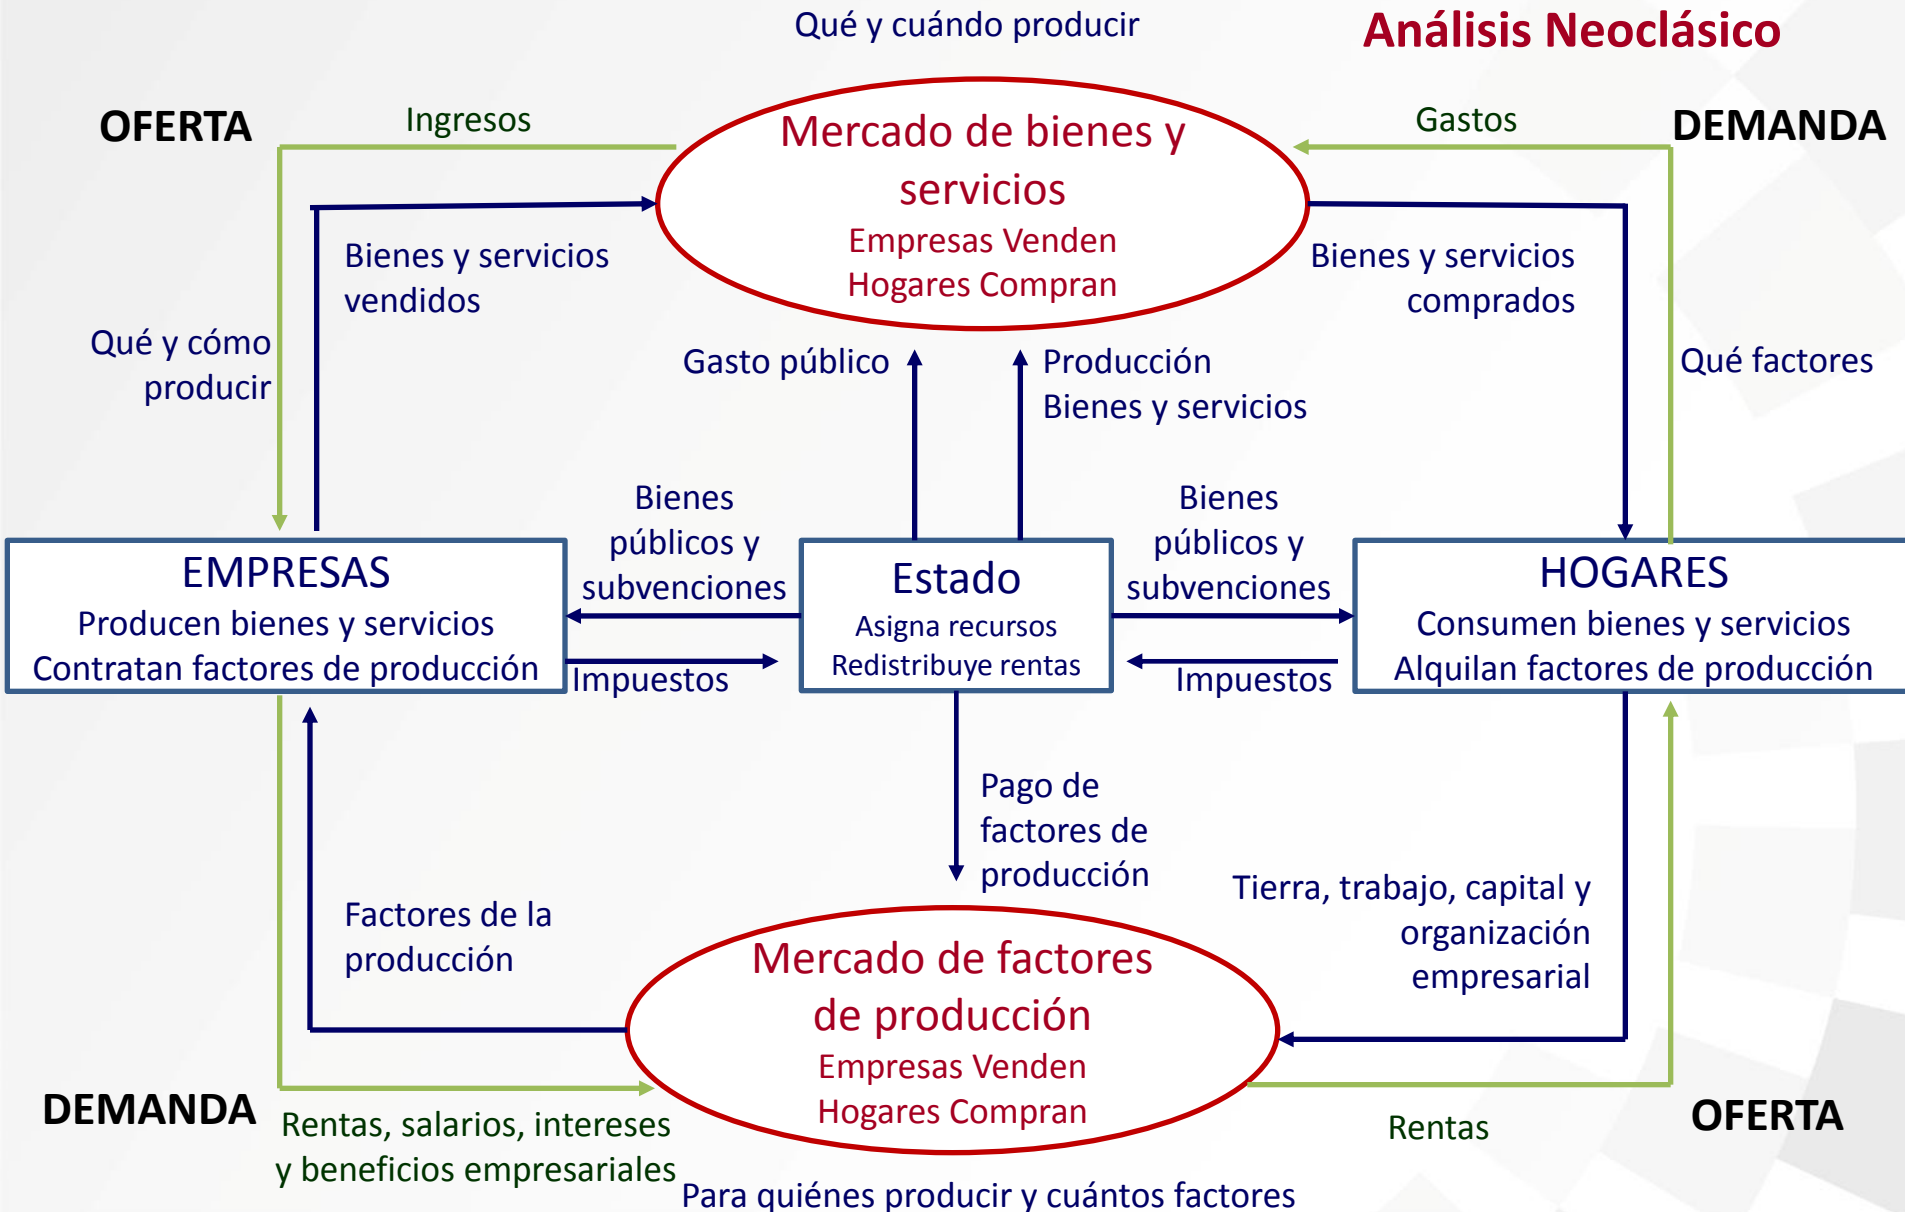 Qué y cuándo producir
Análisis Neoclásico
OFERTA
Ingresos
Mercado de bienes y
servicios
Empresas Venden
Hogares Compran
Gastos
DEMANDA
Bienes y servicios
vendidos
Bienes y servicios
comprados
Qué y cómo
producir
Gasto público
Producción
Bienes y servicios
Qué factores
Bienes
públicos y
subvenciones
Bienes
públicos y
subvenciones
EMPRESAS
Producen bienes y servicios
Contratan factores de producción
Estado
Asigna recursos
Redistribuye rentas
HOGARES
Consumen bienes y servicios
Alquilan factores de producción
Impuestos
Impuestos
Pago de
factores de
producción
Factores de la
producción
Tierra, trabajo, capital y
organización
empresarial
Mercado de factores
de producción
Empresas Venden
Hogares Compran
DEMANDA
Rentas, salarios, intereses
y beneficios empresariales
Rentas
OFERTA
Para quiénes producir y cuántos factores